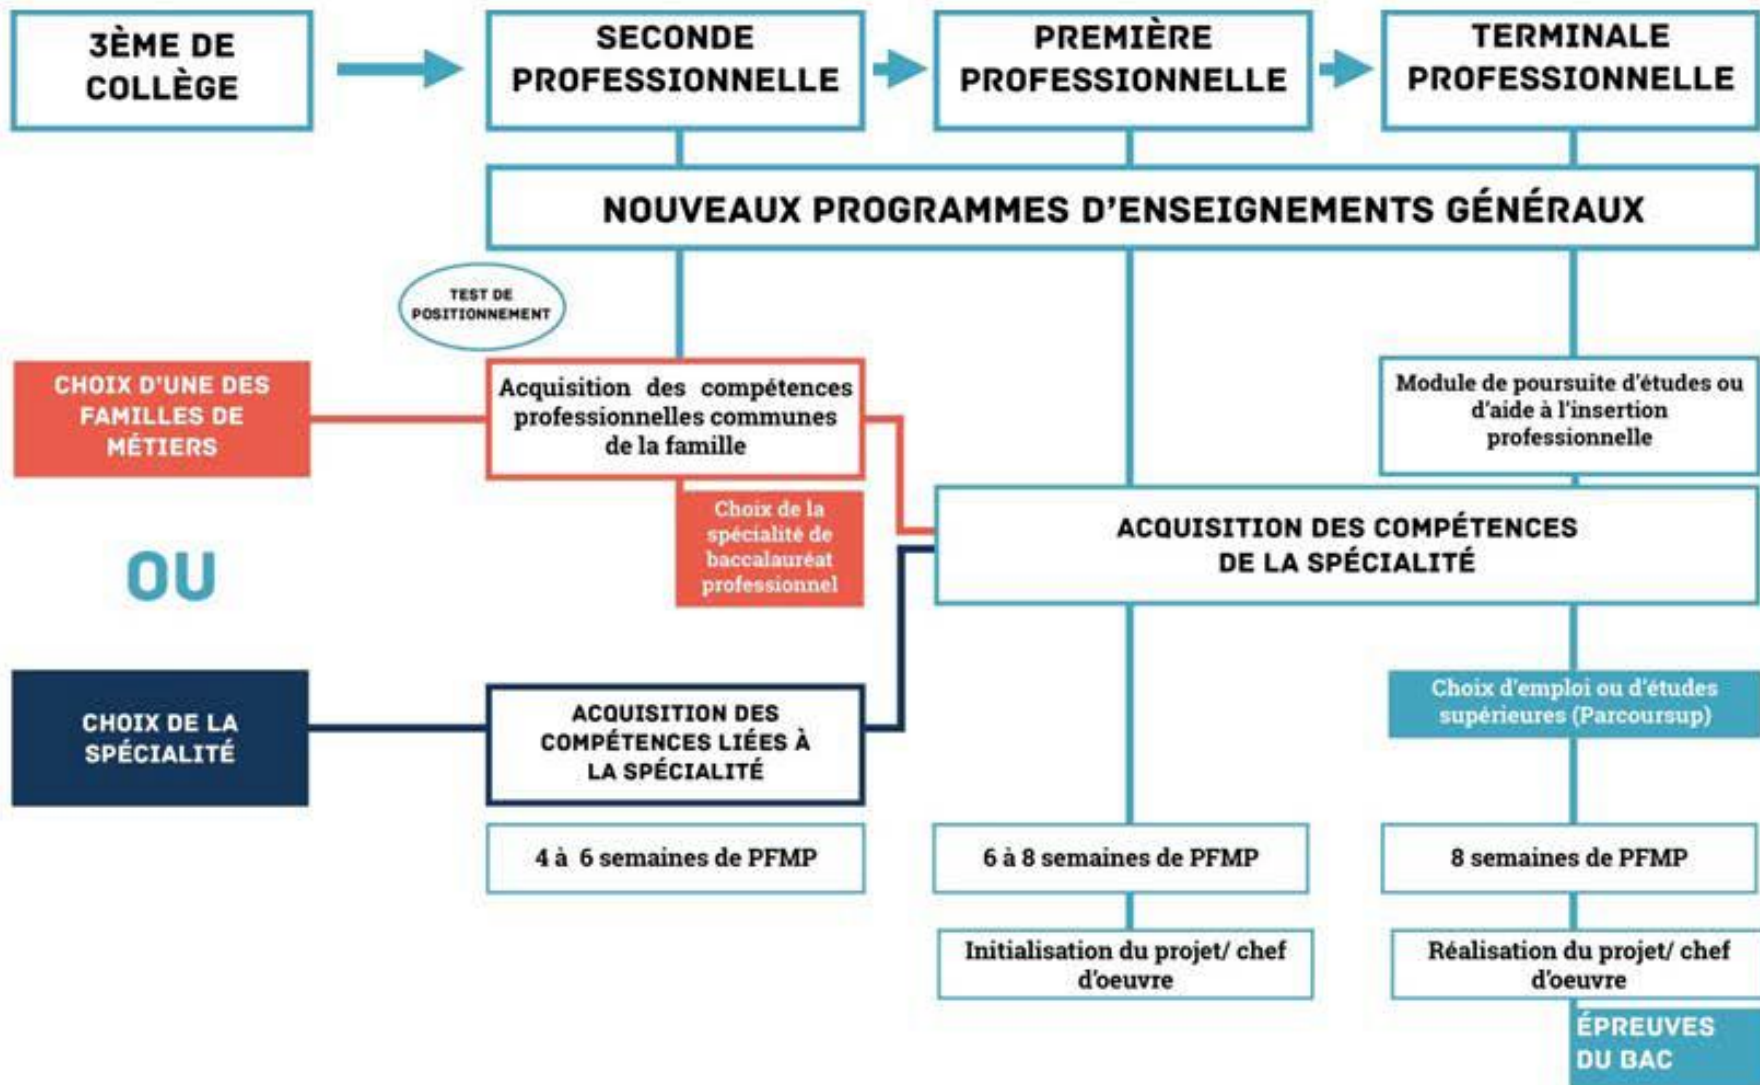 3ÈME DE
COLLÈGE
SECONDE
PROFESSIONNELLE
PREMIÈRE
PROFESSIONNELLE
TERMINALE
PROFESSIONNELLE
NOUVEAUX PROGRAMMES D'ENSEIGNEMENTS GÉNÉRAUX
TEST DE
POSITIONNEMENT
CHOIX D'UNE DES
FAMILLES DE
MÉTIERS
Acquisition des compétences
professionnelles communes
de la famille
Module de poursuite d'études ou
d'aide à l'insertion
professionnelle
Choix de la
spécialité de
baccalauréat
professionnel
ACQUISITION DES COMPÉTENCES
DE LA SPÉCIALITÉ
OU
CHOIX DE LA
SPÉCIALITÉ
ACQUISITION DES
COMPÉTENCES LIÉES À
LA SPÉCIALITÉ
Choix d'emploi ou d'études
supérieures (Parcoursup)
4 à 6 semaines de PFMP
6 à 8 semaines de PFMP
8 semaines de PFMP
Initialisation du projet/ chef
d'oeuvre
Réalisation du projet/ chef
d'oeuvre
ÉPREUVES
DU BAC